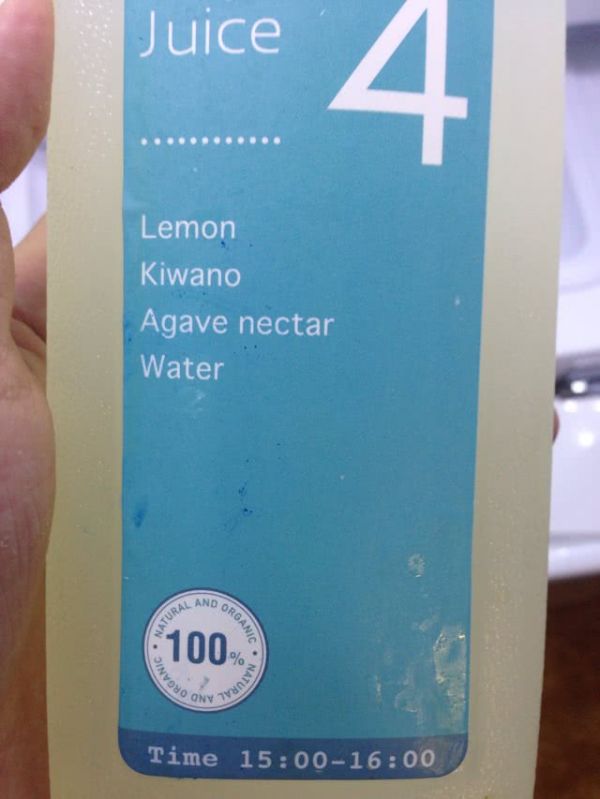 Juice 4
Lemon
Kiwano
Agave nectar
Water
NATURAL AND ORGANIC • NATURAL AND ORGANIC •
100%
Time 15:00-16:00